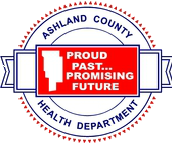 ASHLAND COUNTY
PROUD
PAST...
PROMISING
FUTURE
HEALTH DEPARTMENT